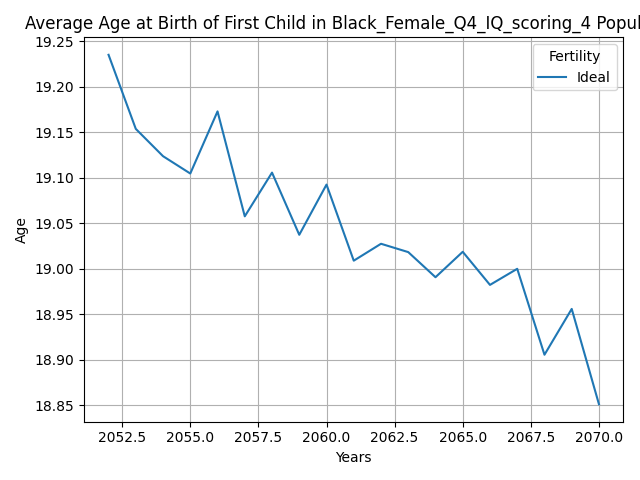 Average Age at Birth of First Child in Black_Female_Q4_IQ_scoring_4 Popul
19.25
19.20
19.15
19.10
19.05
19.00
18.95
18.90
18.85
Age
Fertility
Ideal
2052.5 2055.0 2057.5 2060.0 2062.5 2065.0 2067.5 2070.0
Years